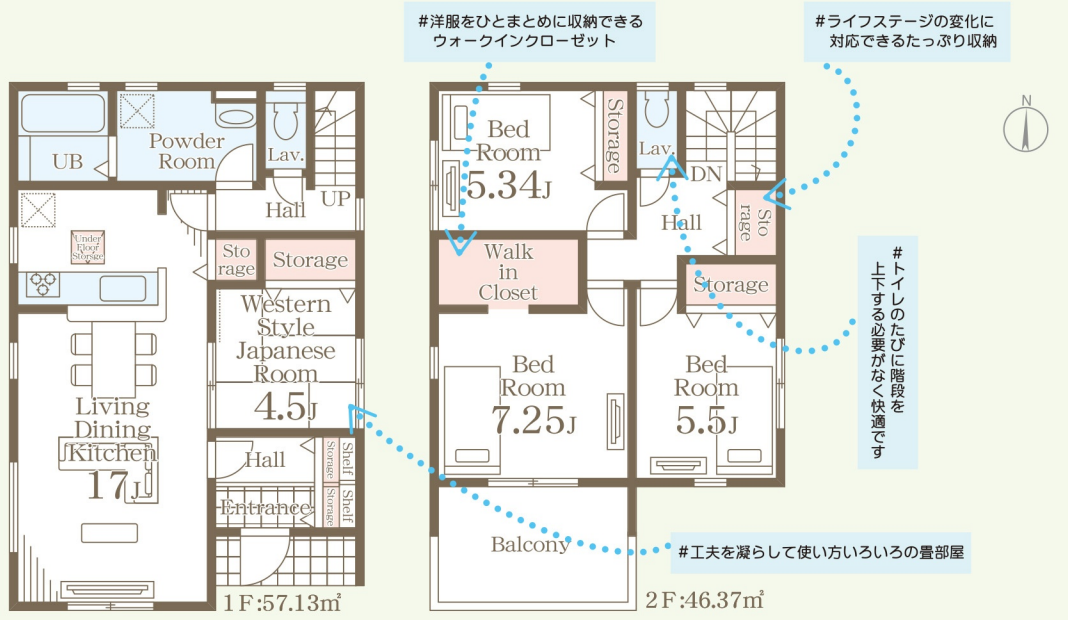 #洋服をひとまとめに収納できる
ウォークインクローゼット
#ライフステージの変化に
対応できるたっぷり収納
N
UB
Powder
Room
Lav.
UP
Hall
Under
Floor
Storage
Sto
rage
Storage
Western
Style
Japanese
Room
4.5J
Living
Dining
Kitchen
17J
Hall
Storage
Shelf
Storage
Shelf
Entrance
1F:57.13㎡
Bed
Room
5.34J
Storage
Lav.
DN
Hall
Sto
rage
Walk
in
Closet
Storage
Bed
Room
7.25J
Bed
Room
5.5J
Balcony
2F:46.37㎡
#トイレのたびに階段を
上下する必要がなく快適です
#工夫を凝らして使い方いろいろの畳部屋